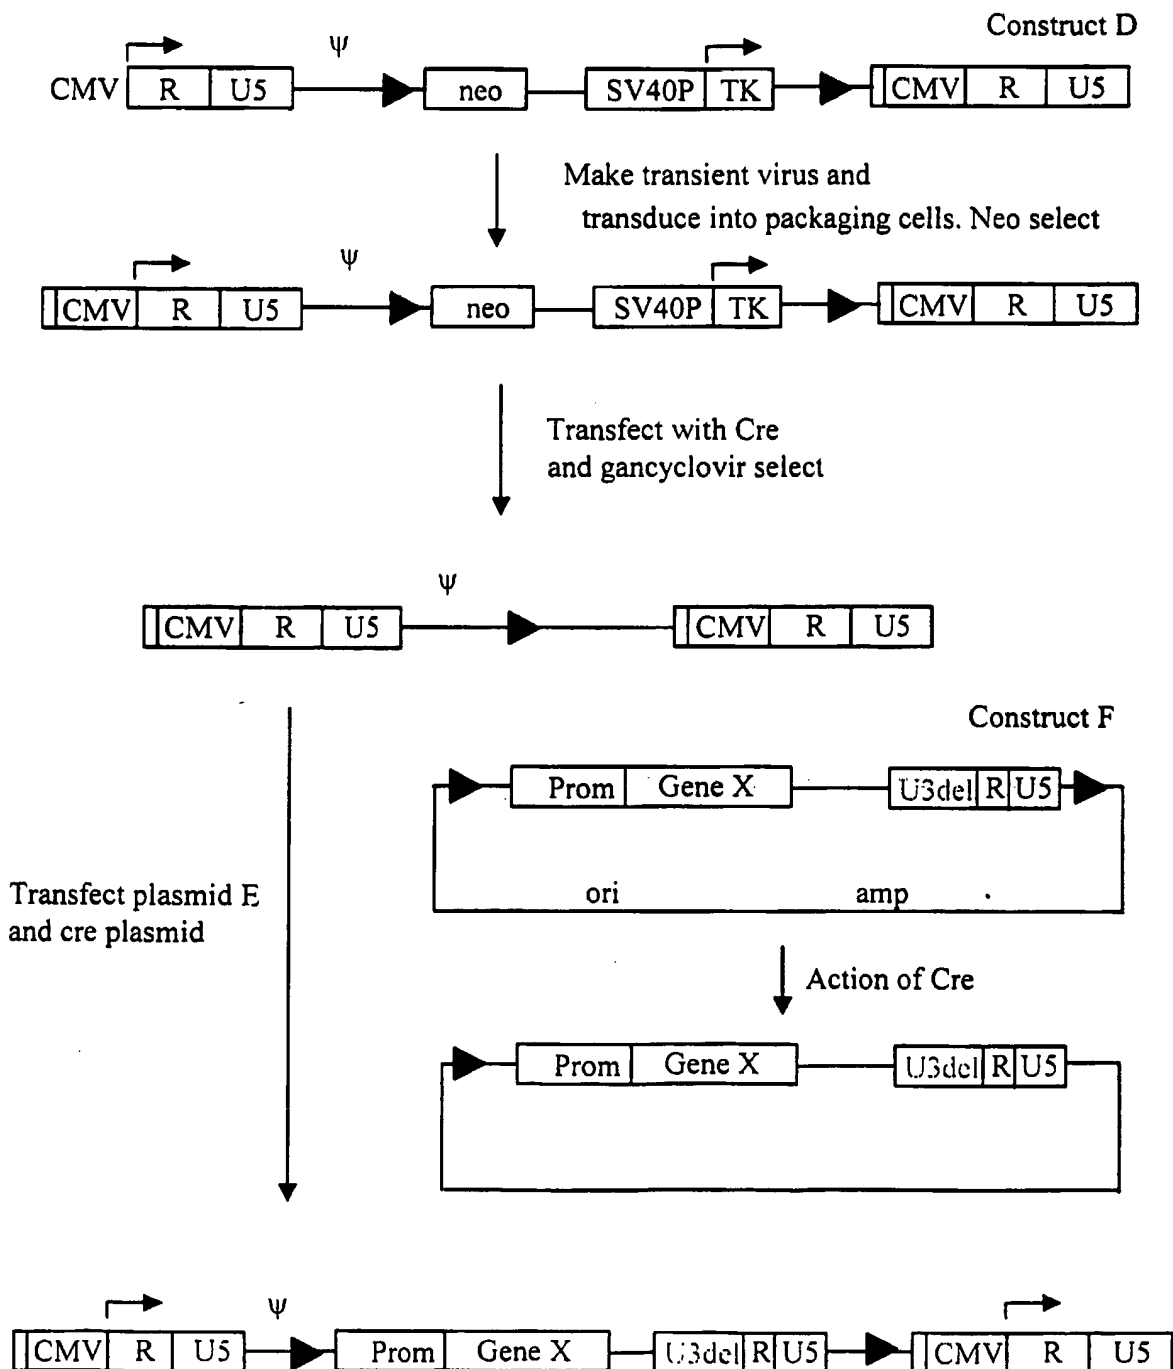 Construct D
ψ
CMV R U5 neo SV40P TK CMV R U5
Make transient virus and
transduce into packaging cells. Neo select
ψ
CMV R U5 neo SV40P TK CMV R U5
Transfect with Cre
and gancyclovir select
ψ
CMV R U5 CMV R U5
Construct F
Prom Gene X U3del R U5
ori amp
Transfect plasmid E
and cre plasmid
Action of Cre
Prom Gene X U3del R U5
ψ
CMV R U5 Prom Gene X U3del R U5 CMV R U5